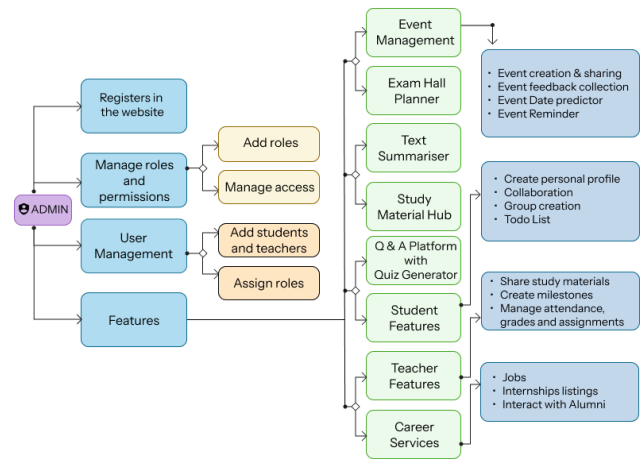 ADMIN
Registers in
the website
Manage roles
and
permissions
Add roles
Manage access
User
Management
Add students
and teachers
Assign roles
Features
Event
Management
• Event creation & sharing
• Event feedback collection
• Event Date predictor
• Event Reminder
Exam Hall
Planner
Text
Summariser
Study
Material Hub
Q & A Platform
with
Quiz Generator
Student
Features
• Create personal profile
• Collaboration
• Group creation
• Todo List
Teacher
Features
• Share study materials
• Create milestones
• Manage attendance,
grades and assignments
Career
Services
• Jobs
• Internships listings
• Interact with Alumni